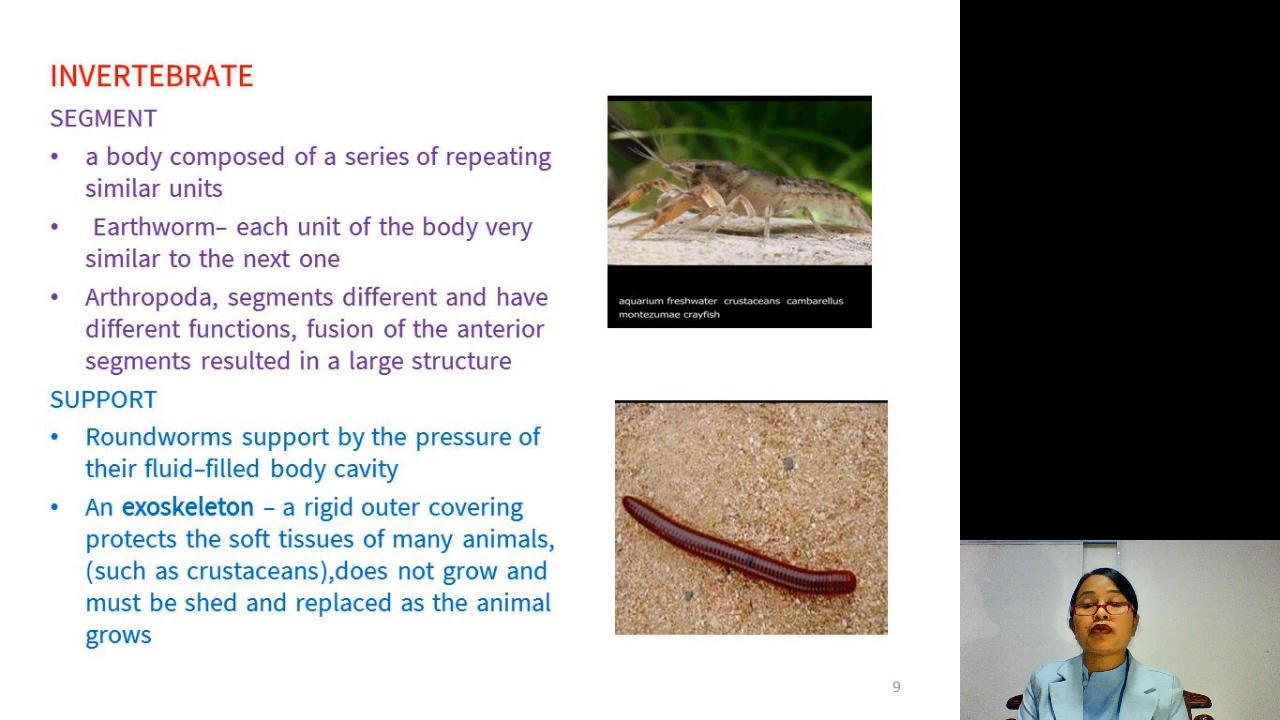 INVERTEBRATE
SEGMENT
• a body composed of a series of repeating
similar units
• Earthworm– each unit of the body very
similar to the next one
• Arthropoda, segments different and have
different functions, fusion of the anterior
segments resulted in a large structure
SUPPORT
• Roundworms support by the pressure of
their fluid–filled body cavity
• An exoskeleton – a rigid outer covering
protects the soft tissues of many animals,
(such as crustaceans),does not grow and
must be shed and replaced as the animal
grows
aquarium freshwater crustaceans cambarellus
montezumae crayfish
9